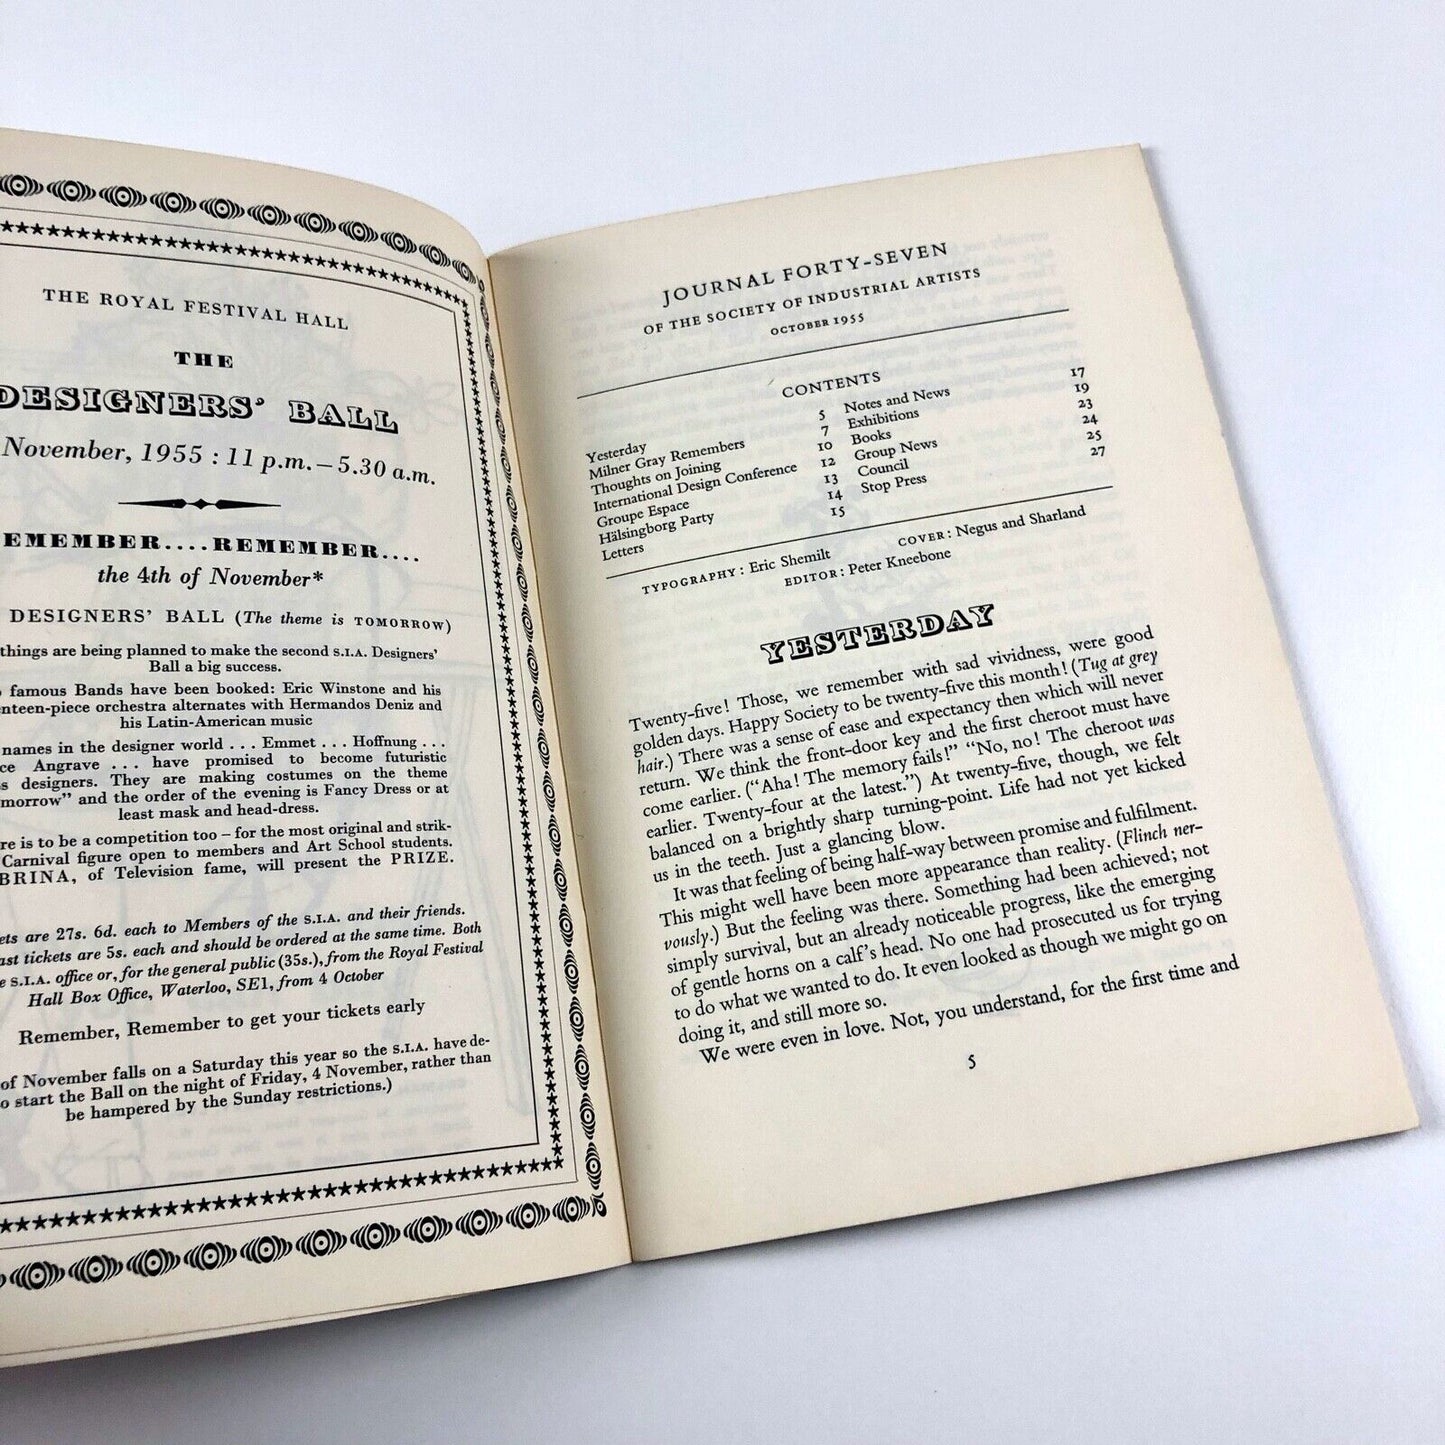 THE ROYAL FESTIVAL HALL
THE
DESIGNERS' BALL
November, 1955 : 11 p.m. – 5.30 a.m.
EMEMBER....REMEMBER....
the 4th of November*
DESIGNERS' BALL (The theme is TOMORROW)
things are being planned to make the second S.I.A. Designers'
Ball a big success.
famous Bands have been booked: Eric Winstone and his
enteen-piece orchestra alternates with Hermandos Deniz and
his Latin-American music
names in the designer world . . . Emmet . . . Hoffnung . . .
ce Angrave . . . have promised to become futuristic
s designers. They are making costumes on the theme
morrow” and the order of the evening is Fancy Dress or at
least mask and head-dress.
re is to be a competition too – for the most original and strik-
Carnival figure open to members and Art School students.
BRINA, of Television fame, will present the PRIZE.
ets are 27s. 6d. each to Members of the S.I.A. and their friends.
ast tickets are 5s. each and should be ordered at the same time. Both
e S.I.A. office or, for the general public (35s.), from the Royal Festival
Hall Box Office, Waterloo, SE1, from 4 October
Remember, Remember to get your tickets early
of November falls on a Saturday this year so the S.I.A. have de-
o start the Ball on the night of Friday, 4 November, rather than
be hampered by the Sunday restrictions.)
JOURNAL FORTY-SEVEN
OF THE SOCIETY OF INDUSTRIAL ARTISTS
OCTOBER 1955
CONTENTS
Yesterday 5
Milner Gray Remembers 7
Thoughts on Joining 10
International Design Conference 12
Groupe Espace 13
Hälsingborg Party 14
Letters 15
Notes and News 17
Exhibitions 19
Books 23
Group News 24
Council 25
Stop Press 27
TYPOGRAPHY: Eric Shemilt COVER: Negus and Sharland
EDITOR: Peter Kneebone
YESTERDAY
Twenty-five! Those, we remember with sad vividness, were good
golden days. Happy Society to be twenty-five this month! (Tug at grey
hair.) There was a sense of ease and expectancy then which will never
return. We think the front-door key and the first cheroot must have
come earlier. (“Aha! The memory fails!” “No, no! The cheroot was
earlier. Twenty-four at the latest.”) At twenty-five, though, we felt
balanced on a brightly sharp turning-point. Life had not yet kicked
us in the teeth. Just a glancing blow.
It was that feeling of being half-way between promise and fulfilment.
This might well have been more appearance than reality. (Flinch ner-
vously.) But the feeling was there. Something had been achieved; not
simply survival, but an already noticeable progress, like the emerging
of gentle horns on a calf's head. No one had prosecuted us for trying
to do what we wanted to do. It even looked as though we might go on
doing it, and still more so.
We were even in love. Not, you understand, for the first time and
5